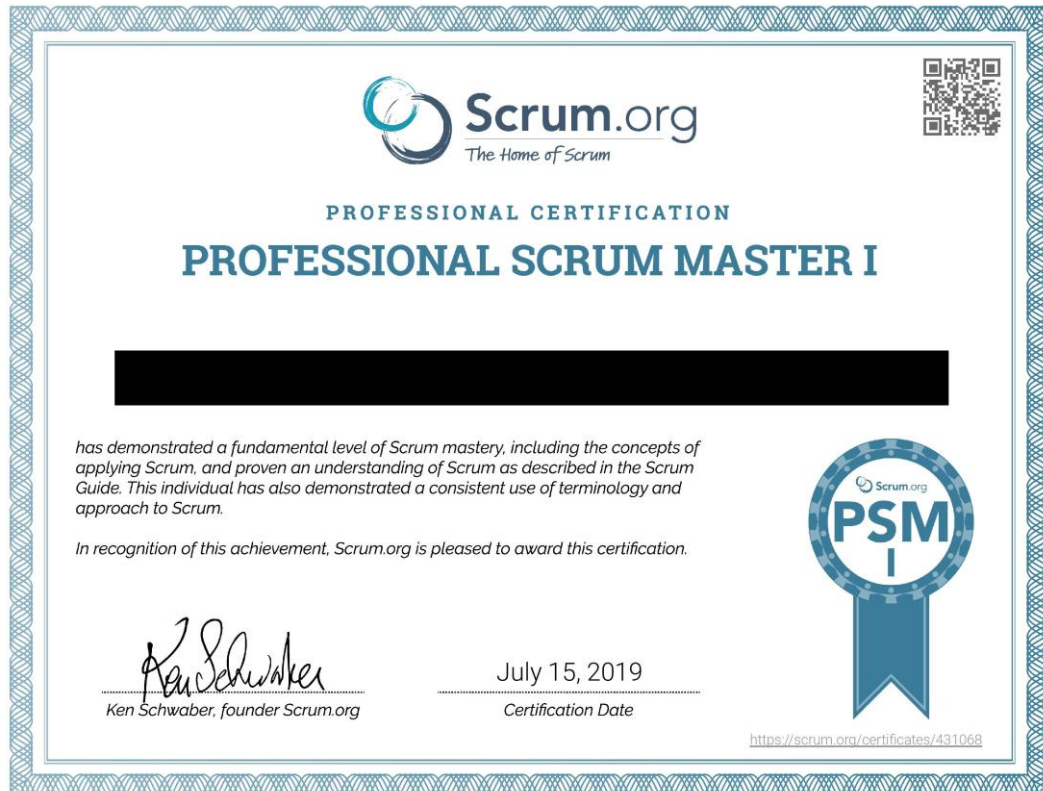 Scrum.org
The Home of Scrum
PROFESSIONAL CERTIFICATION
PROFESSIONAL SCRUM MASTER I
has demonstrated a fundamental level of Scrum mastery, including the concepts of
applying Scrum, and proven an understanding of Scrum as described in the Scrum
Guide. This individual has also demonstrated a consistent use of terminology and
approach to Scrum.
In recognition of this achievement, Scrum.org is pleased to award this certification.
Scrum.org
PSM
I
Ken Schwaber
July 15, 2019
Ken Schwaber, founder Scrum.org
Certification Date
https://scrum.org/certificates/431068